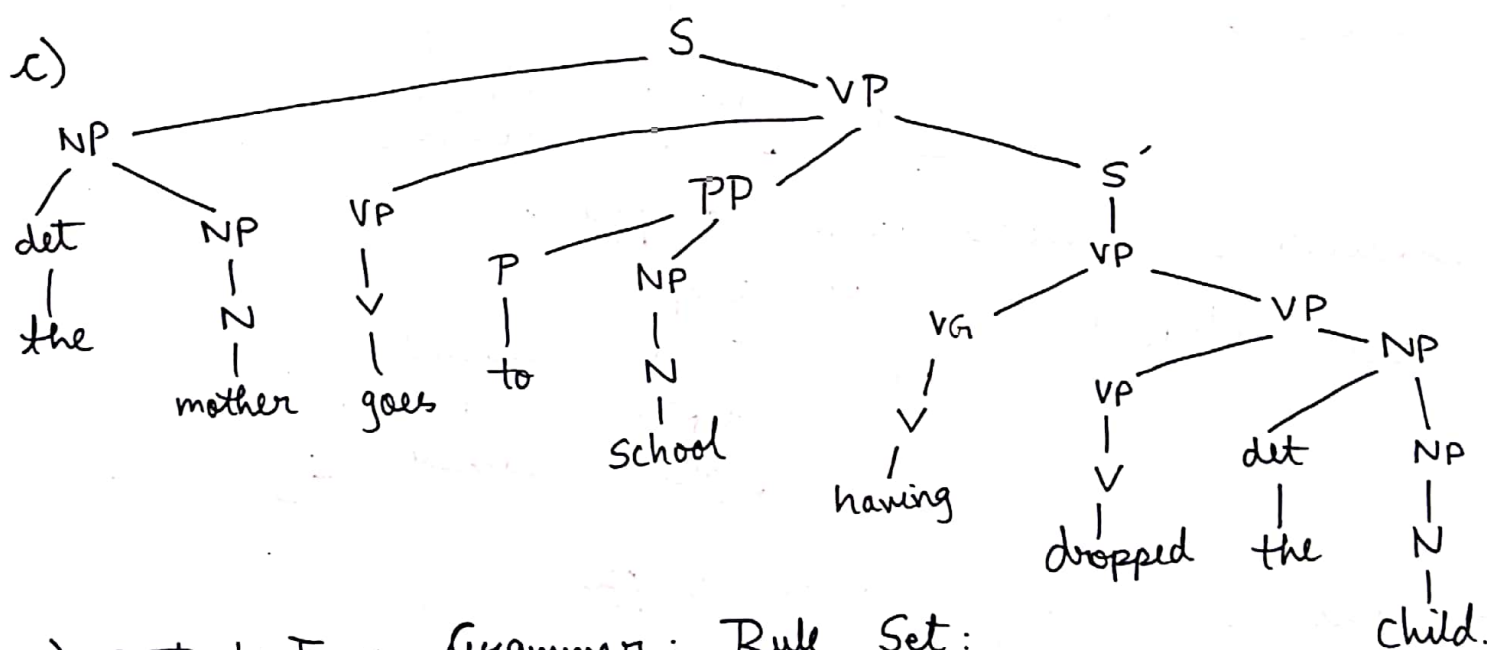 c)
S
NP VP
det NP VP PP S´
the N V P NP VP
mother goes to N VG VP
school V VP NP
having V det NP
dropped the N
child.
Grammar : Rule Set :